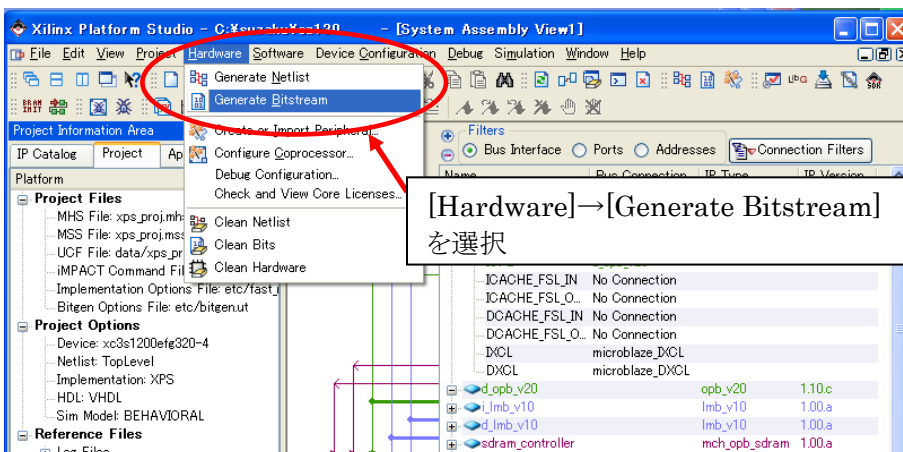 Xilinx Platform Studio - C:¥suzaku¥sz130 - [System Assembly View1]
File Edit View Project Hardware Software Device Configuration Debug Simulation Window Help
Generate Netlist
Generate Bitstream
Create or Import Peripheral...
Configure Coprocessor...
Debug Configuration...
Check and View Core Licenses...
Clean Netlist
Clean Bits
Clean Hardware
Project Information Area
IP Catalog Project Ap
Platform
Project Files
MHS File: xps_proj.mh
MSS File: xps_proj.mss
UCF File: data/xps_pr
iMPACT Command Fil
Implementation Options File: etc/fast_
Bitgen Options File: etc/bitgen.ut
Project Options
Device: xc3s1200efg320-4
Netlist: TopLevel
Implementation: XPS
HDL: VHDL
Sim Model: BEHAVIORAL
Reference Files
Log Files
Filters
Bus Interface Ports Addresses Connection Filters
Name Bus Connection IP Type IP Version
[Hardware]→[Generate Bitstream]
を選択
ICACHE_FSL_IN No Connection
ICACHE_FSL_O... No Connection
DCACHE_FSL_IN No Connection
DCACHE_FSL_O... No Connection
IXCL microblaze_IXCL
DXCL microblaze_DXCL
d_opb_v20 opb_v20 1.10.c
i_lmb_v10 lmb_v10 1.00.a
d_lmb_v10 lmb_v10 1.00.a
sdram_controller mch_opb_sdram 1.00.a